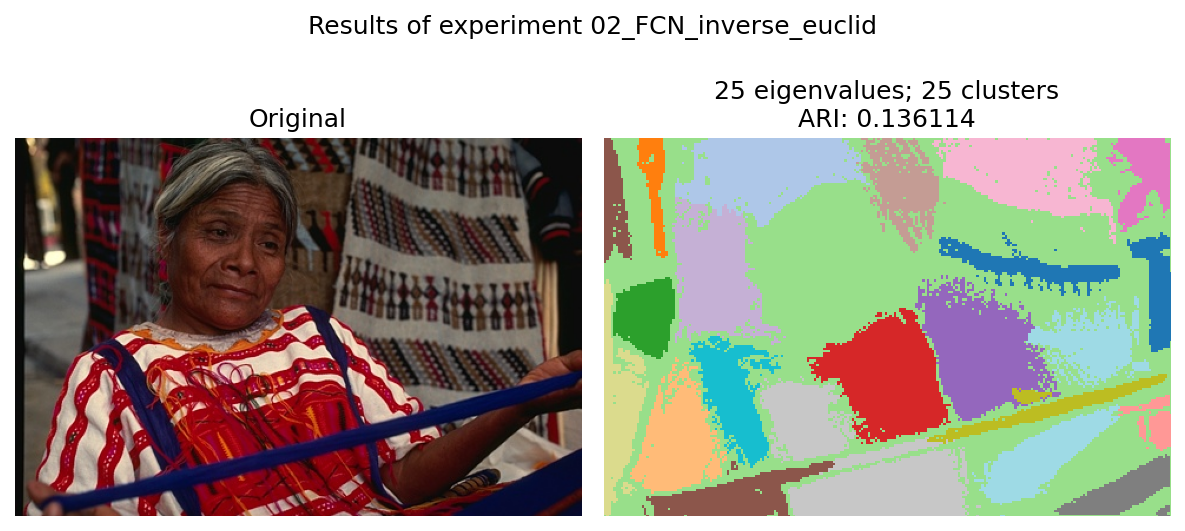 Results of experiment 02_FCN_inverse_euclid
Original
25 eigenvalues; 25 clusters
ARI: 0.136114